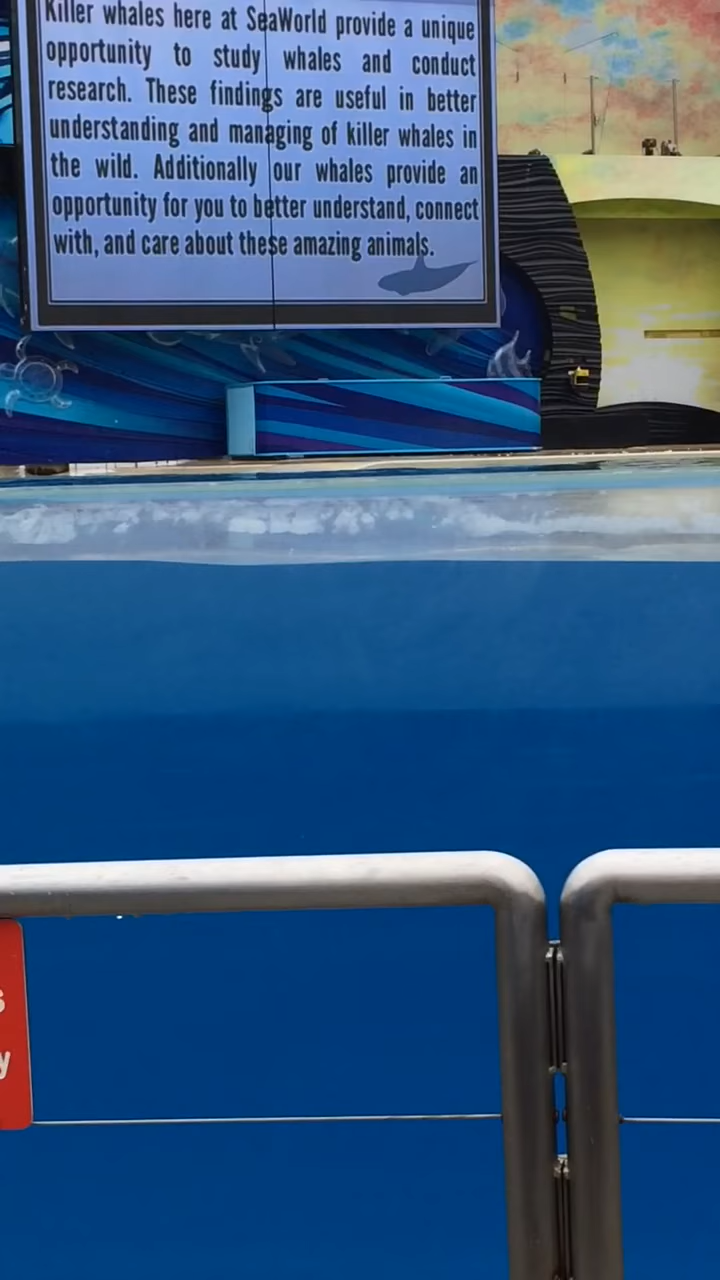 Killer whales here at SeaWorld provide a unique
opportunity to study whales and conduct
research. These findings are useful in better
understanding and managing of killer whales in
the wild. Additionally our whales provide an
opportunity for you to better understand, connect
with, and care about these amazing animals.
s
y